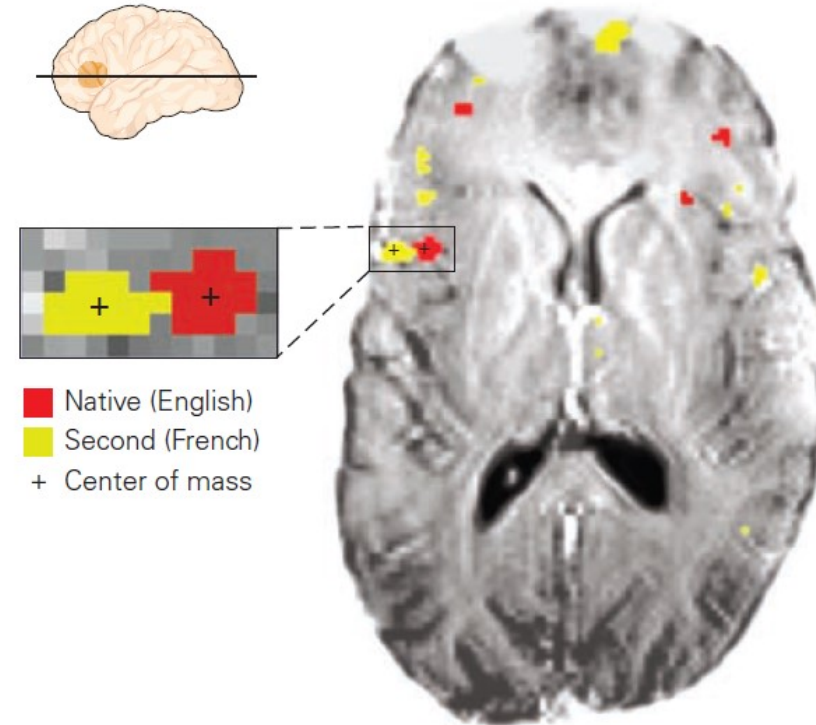 Native (English)
Second (French)
+ Center of mass